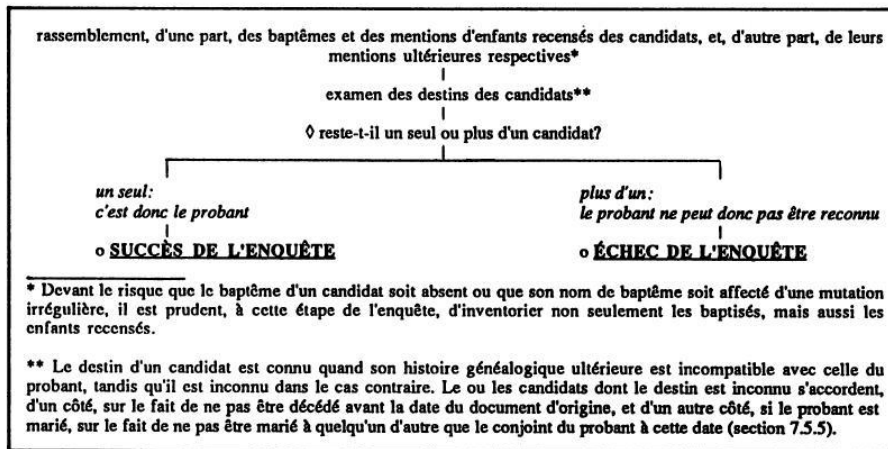 rassemblement, d'une part, des baptêmes et des mentions d'enfants recensés des candidats, et, d'autre part, de leurs
mentions ultérieures respectives*
examen des destins des candidats**
◊ reste-t-il un seul ou plus d'un candidat?
un seul:
c'est donc le probant
o SUCCÈS DE L'ENQUÊTE
plus d'un:
le probant ne peut donc pas être reconnu
o ÉCHEC DE L'ENQUÊTE
* Devant le risque que le baptême d'un candidat soit absent ou que son nom de baptême soit affecté d'une mutation
irrégulière, il est prudent, à cette étape de l'enquête, d'inventorier non seulement les baptisés, mais aussi les
enfants recensés.
** Le destin d'un candidat est connu quand son histoire généalogique ultérieure est incompatible avec celle du
probant, tandis qu'il est inconnu dans le cas contraire. Le ou les candidats dont le destin est inconnu s'accordent,
d'un côté, sur le fait de ne pas être décédé avant la date du document d'origine, et d'un autre côté, si le probant est
marié, sur le fait de ne pas être marié à quelqu'un d'autre que le conjoint du probant à cette date (section 7.5.5).